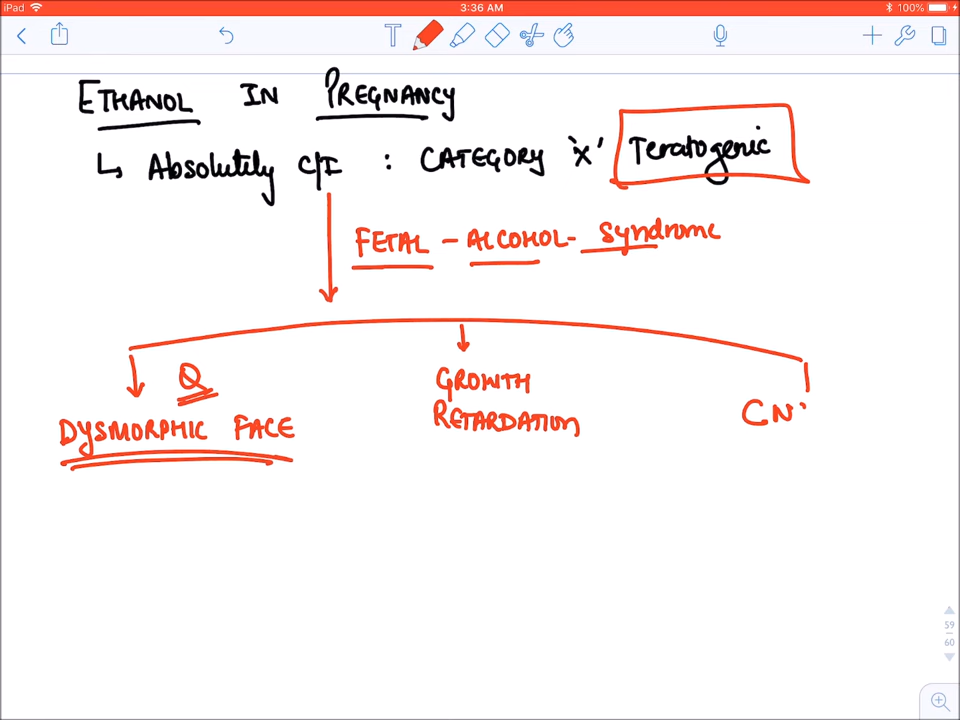 iPad 3:36 AM 100%
T
ETHANOL IN PREGNANCY
↳ Absolutily C/I : CATEGORY 'X' Teratogenic
FETAL - ALCOHOL - Syndrome
Q
DYSMORPHIC FACE
GROWTH
RETARDATION
CN
59
60